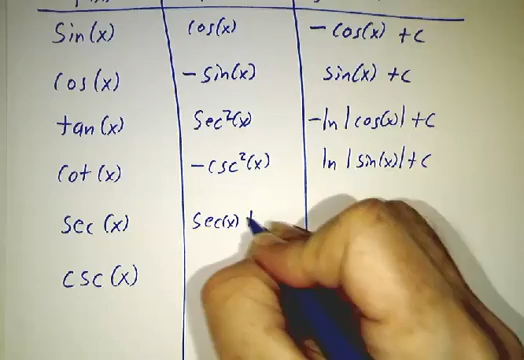 Sin(x) cos(x) -cos(x) + c
cos(x) -sin(x) sin(x) + c
tan(x) Sec²(x) -ln|cos(x)| + c
cot(x) -csc²(x) ln|sin(x)| + c
sec(x) sec(x)
csc(x)